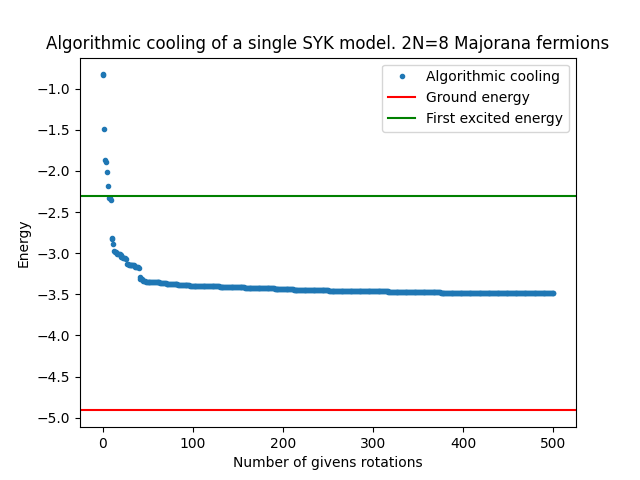 Algorithmic cooling of a single SYK model. 2N=8 Majorana fermions
Algorithmic cooling
Ground energy
First excited energy
Energy
−1.0
−1.5
−2.0
−2.5
−3.0
−3.5
−4.0
−4.5
−5.0
0 100 200 300 400 500
Number of givens rotations